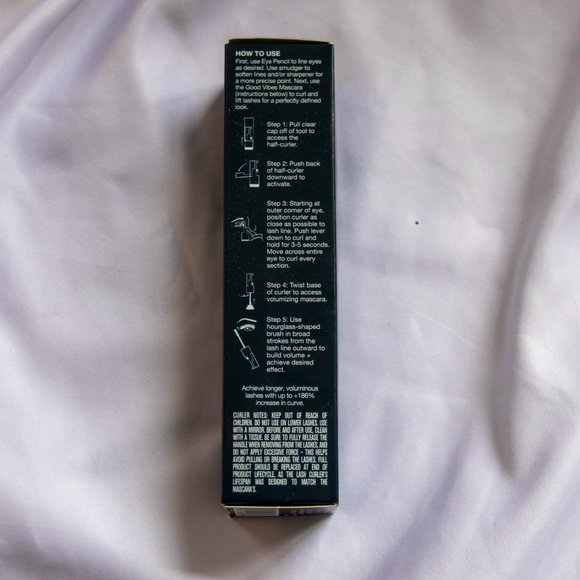 HOW TO USE
First, use Eye Pencil to line eyes
as desired. Use smudger to
soften lines and/or sharpener for
a more precise point. Next, use
the Good Vibes Mascara
(instructions below) to curl and
lift lashes for a perfectly defined
look.
Step 1: Pull clear
cap off of tool to
access the
half-curler.
Step 2: Push back
of half-curler
downward to
activate.
Step 3: Starting at
outer corner of eye,
position curler as
close as possible to
lash line. Push lever
down to curl and
hold for 3-5 seconds.
Move across entire
eye to curl every
section.
Step 4: Twist base
of curler to access
volumizing mascara.
Step 5: Use
hourglass-shaped
brush in broad
strokes from the
lash line outward to
build volume +
achieve desired
effect.
Achieve longer, voluminous
lashes with up to +186%
increase in curve.
CURLER NOTES: KEEP OUT OF REACH OF
CHILDREN. DO NOT USE ON LOWER LASHES. USE
WITH A MIRROR. BEFORE AND AFTER USE, CLEAN
WITH A TISSUE. BE SURE TO FULLY RELEASE THE
HANDLE WHEN REMOVING FROM THE LASHES, AND
DO NOT APPLY EXCESSIVE FORCE – THIS HELPS
AVOID PULLING OR BREAKING THE LASHES. FULL
PRODUCT SHOULD BE REPLACED AT END OF
PRODUCT LIFECYCLE, AS THE LASH CURLER'S
LIFESPAN WAS DESIGNED TO MATCH THE
MASCARA'S.